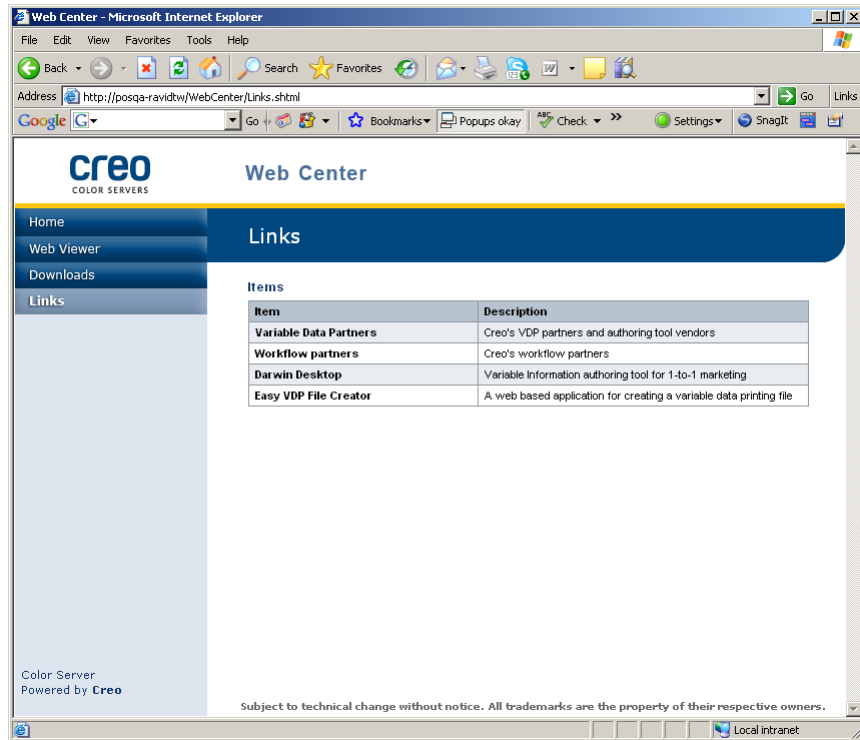 Web Center - Microsoft Internet Explorer
File Edit View Favorites Tools Help
Back Search Favorites
Address http://posqa-ravidtw/WebCenter/Links.shtml Go Links
Google G Go Bookmarks Popups okay ABC Check >> Settings SnagIt
creo
COLOR SERVERS
Web Center
Home
Web Viewer
Downloads
Links
Links
Items
Item Description
Variable Data Partners Creo's VDP partners and authoring tool vendors
Workflow partners Creo's workflow partners
Darwin Desktop Variable Information authoring tool for 1-to-1 marketing
Easy VDP File Creator A web based application for creating a variable data printing file
Color Server
Powered by Creo
Subject to technical change without notice. All trademarks are the property of their respective owners.
Local intranet